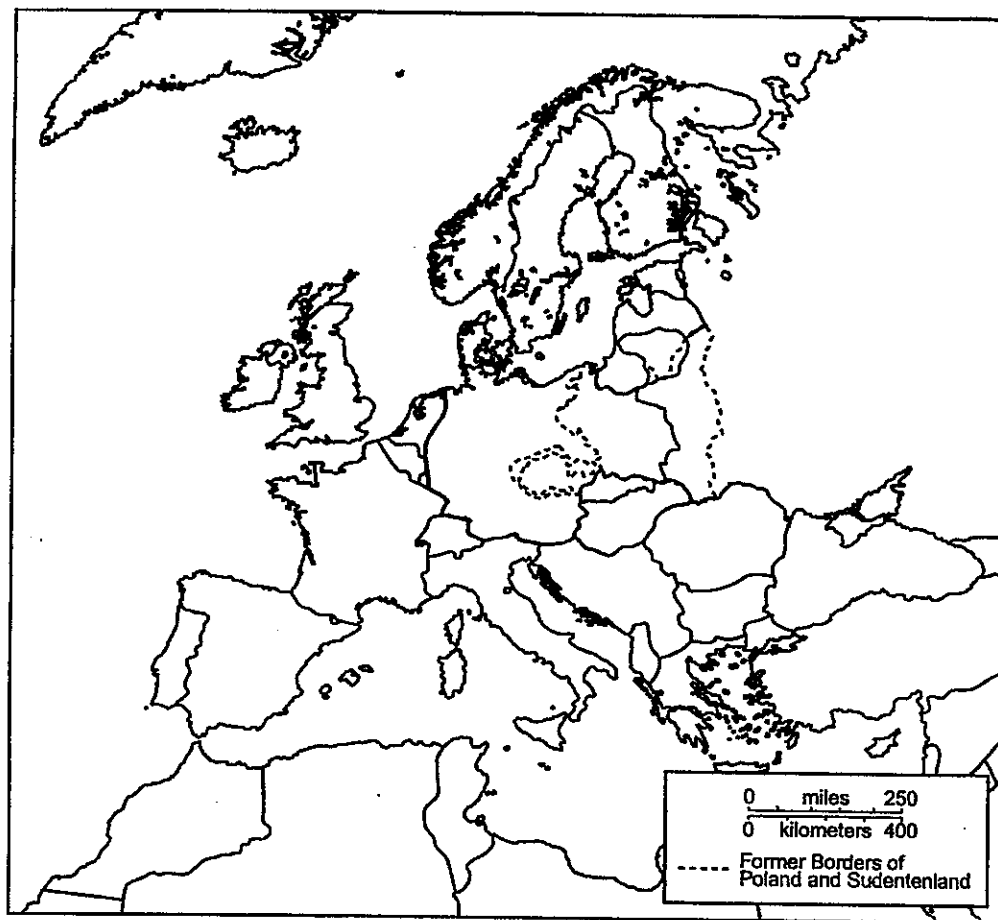 0 miles 250
0 kilometers 400
Former Borders of
Poland and Sudentenland